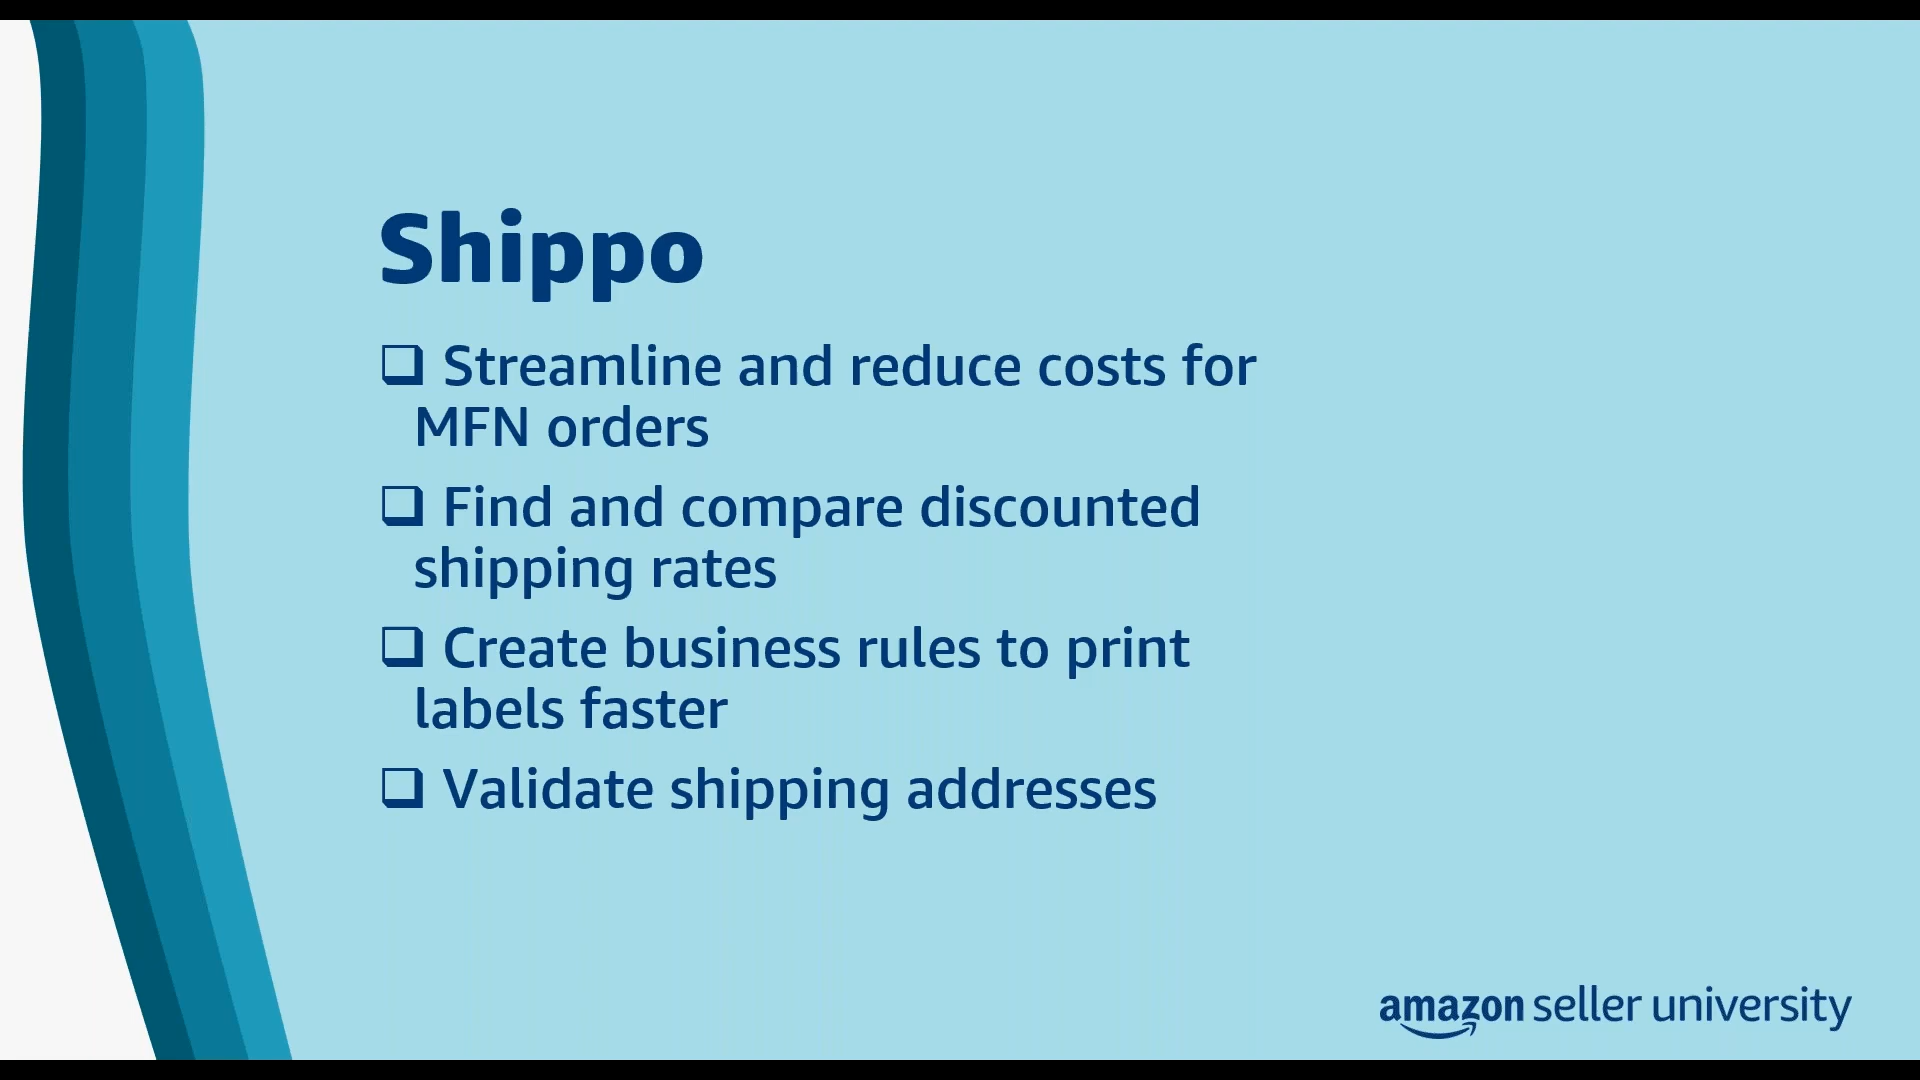 Shippo
❑ Streamline and reduce costs for
MFN orders
❑ Find and compare discounted
shipping rates
❑ Create business rules to print
labels faster
❑ Validate shipping addresses
amazon seller university